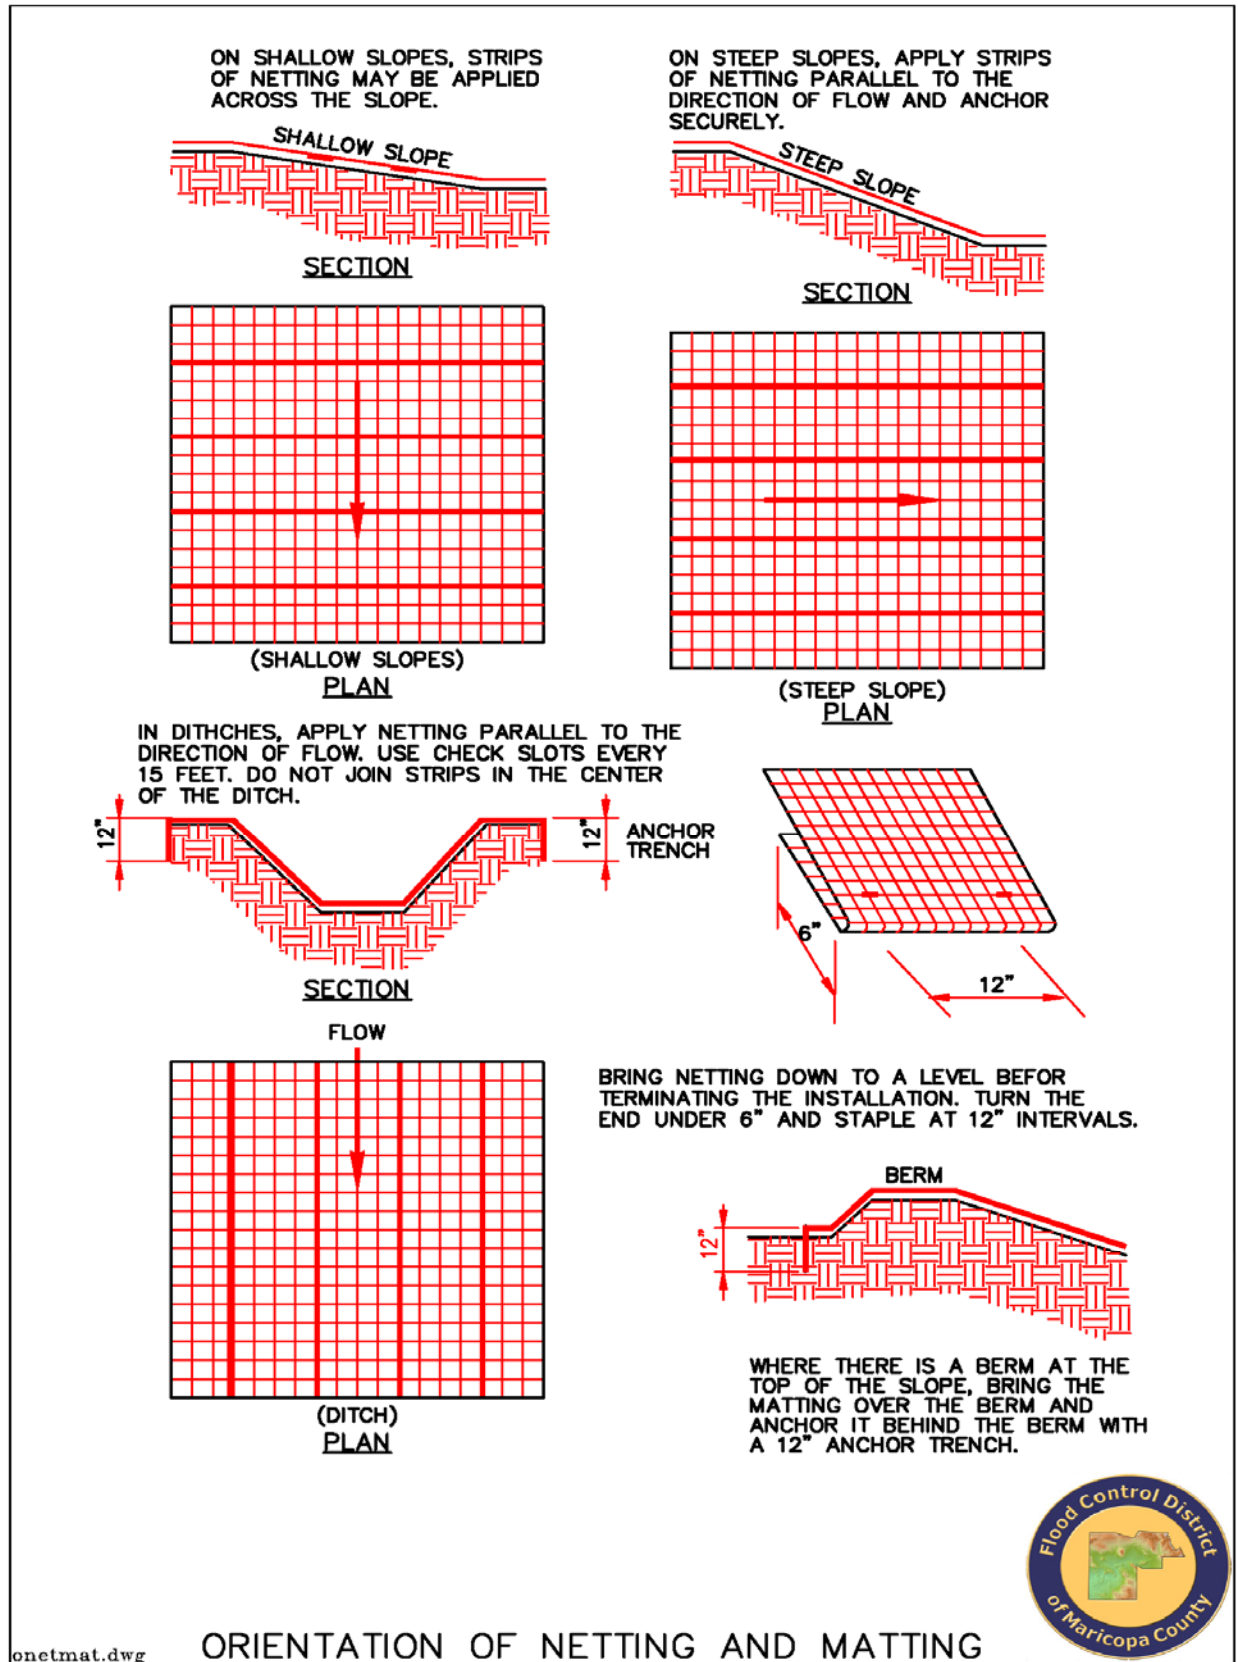 ON SHALLOW SLOPES, STRIPS
OF NETTING MAY BE APPLIED
ACROSS THE SLOPE.
SHALLOW SLOPE
SECTION
(SHALLOW SLOPES)
PLAN
ON STEEP SLOPES, APPLY STRIPS
OF NETTING PARALLEL TO THE
DIRECTION OF FLOW AND ANCHOR
SECURELY.
STEEP SLOPE
SECTION
(STEEP SLOPE)
PLAN
IN DITHCHES, APPLY NETTING PARALLEL TO THE
DIRECTION OF FLOW. USE CHECK SLOTS EVERY
15 FEET. DO NOT JOIN STRIPS IN THE CENTER
OF THE DITCH.
12"
12"
ANCHOR
TRENCH
SECTION
FLOW
(DITCH)
PLAN
6"
12"
BRING NETTING DOWN TO A LEVEL BEFOR
TERMINATING THE INSTALLATION. TURN THE
END UNDER 6" AND STAPLE AT 12" INTERVALS.
BERM
12"
WHERE THERE IS A BERM AT THE
TOP OF THE SLOPE, BRING THE
MATTING OVER THE BERM AND
ANCHOR IT BEHIND THE BERM WITH
A 12" ANCHOR TRENCH.
Flood Control District
of Maricopa County
onetmat.dwg
ORIENTATION OF NETTING AND MATTING